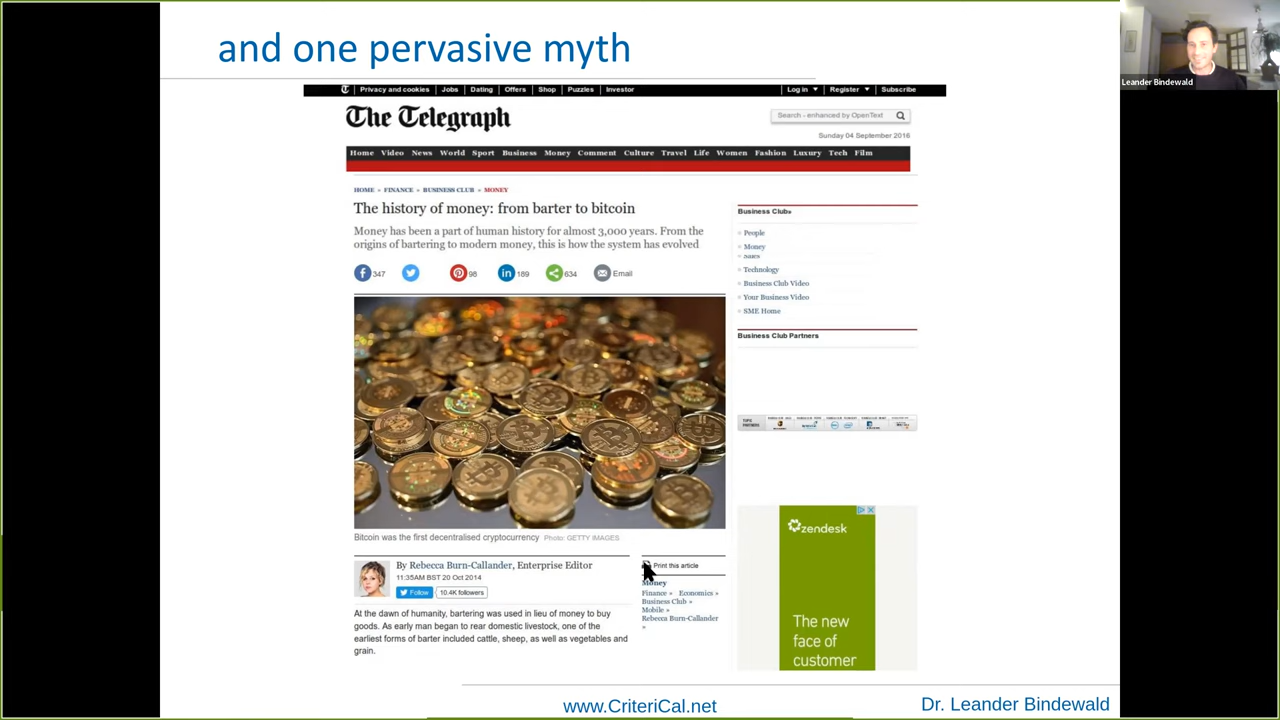 and one pervasive myth
Leander Bindewald
Privacy and cookies | Jobs | Dating | Offers | Shop | Puzzles | Investor
Log in | Register | Subscribe
The Telegraph
Search - enhanced by OpenText
Sunday 04 September 2016
Home Video News World Sport Business Money Comment Culture Travel Life Women Fashion Luxury Tech Film
HOME » FINANCE » BUSINESS CLUB » MONEY
The history of money: from barter to bitcoin
Money has been a part of human history for almost 3,000 years. From the
origins of bartering to modern money, this is how the system has evolved
347 98 189 634 Email
Bitcoin was the first decentralised cryptocurrency Photo: GETTY IMAGES
By Rebecca Burn-Callander, Enterprise Editor
11:35AM BST 20 Oct 2014
Follow 10.4K followers
At the dawn of humanity, bartering was used in lieu of money to buy
goods. As early man began to rear domestic livestock, one of the
earliest forms of barter included cattle, sheep, as well as vegetables and
grain.
Print this article
Money
Finance » Economics »
Business Club »
Mobile »
Rebecca Burn-Callander
»
Business Club»
People
Money
Sales
Technology
Business Club Video
Your Business Video
SME Home
Business Club Partners
zendesk
The new
face of
customer
www.CriteriCal.net
Dr. Leander Bindewald